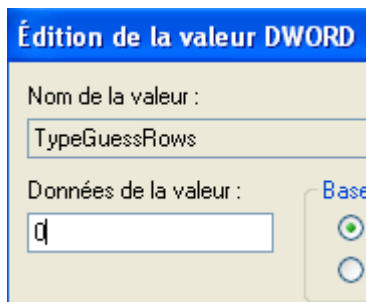 Édition de la valeur DWORD
Nom de la valeur :
TypeGuessRows
Données de la valeur :
Base
0